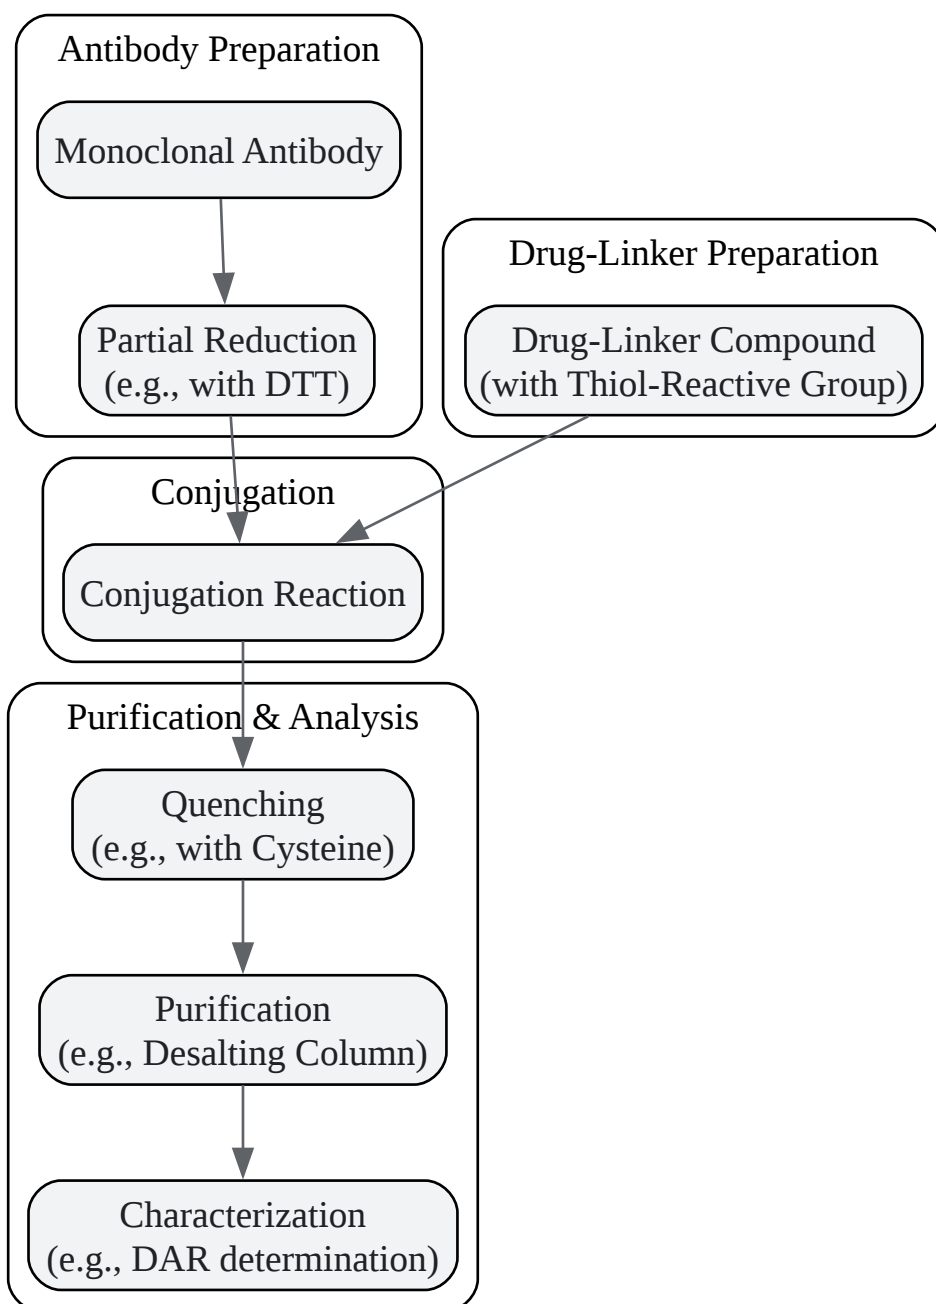 Antibody Preparation
Monoclonal Antibody
Partial Reduction
(e.g., with DTT)
Drug-Linker Preparation
Drug-Linker Compound
(with Thiol-Reactive Group)
Conjugation
Conjugation Reaction
Purification & Analysis
Quenching
(e.g., with Cysteine)
Purification
(e.g., Desalting Column)
Characterization
(e.g., DAR determination)